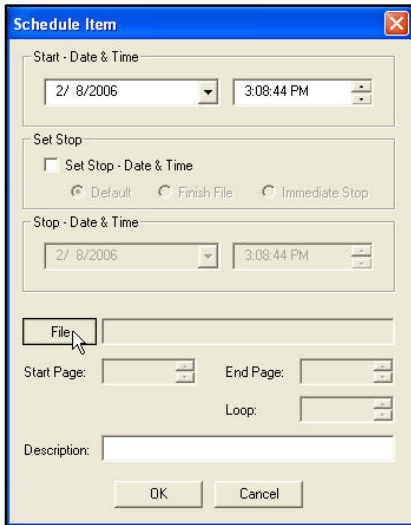 Schedule Item
Start - Date & Time
2/ 8/2006 3:08:44 PM
Set Stop
Set Stop - Date & Time
Default Finish File Immediate Stop
Stop - Date & Time
2/ 8/2006 3:08:44 PM
File
Start Page: End Page:
Loop:
Description:
OK Cancel